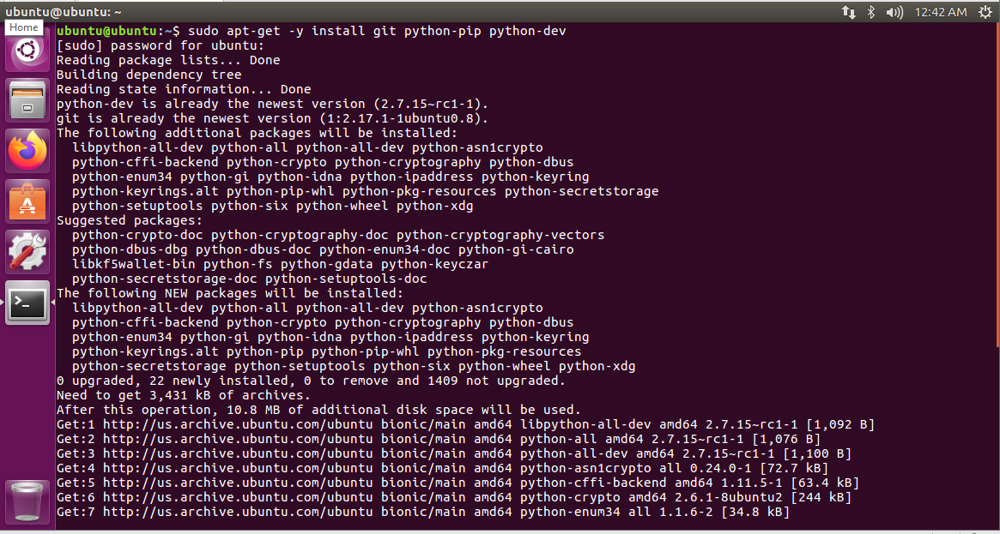 ubuntu@ubuntu: ~
12:42 AM
Home
ubuntu@ubuntu:~$ sudo apt-get -y install git python-pip python-dev
[sudo] password for ubuntu:
Reading package lists... Done
Building dependency tree
Reading state information... Done
python-dev is already the newest version (2.7.15~rc1-1).
git is already the newest version (1:2.17.1-1ubuntu0.8).
The following additional packages will be installed:
  libpython-all-dev python-all python-all-dev python-asn1crypto
  python-cffi-backend python-crypto python-cryptography python-dbus
  python-enum34 python-gi python-idna python-ipaddress python-keyring
  python-keyrings.alt python-pip-whl python-pkg-resources python-secretstorage
  python-setuptools python-six python-wheel python-xdg
Suggested packages:
  python-crypto-doc python-cryptography-doc python-cryptography-vectors
  python-dbus-dbg python-dbus-doc python-enum34-doc python-gi-cairo
  libkf5wallet-bin python-fs python-gdata python-keyczar
  python-secretstorage-doc python-setuptools-doc
The following NEW packages will be installed:
  libpython-all-dev python-all python-all-dev python-asn1crypto
  python-cffi-backend python-crypto python-cryptography python-dbus
  python-enum34 python-gi python-idna python-ipaddress python-keyring
  python-keyrings.alt python-pip python-pip-whl python-pkg-resources
  python-secretstorage python-setuptools python-six python-wheel python-xdg
0 upgraded, 22 newly installed, 0 to remove and 1409 not upgraded.
Need to get 3,431 kB of archives.
After this operation, 10.8 MB of additional disk space will be used.
Get:1 http://us.archive.ubuntu.com/ubuntu bionic/main amd64 libpython-all-dev amd64 2.7.15~rc1-1 [1,092 B]
Get:2 http://us.archive.ubuntu.com/ubuntu bionic/main amd64 python-all amd64 2.7.15~rc1-1 [1,076 B]
Get:3 http://us.archive.ubuntu.com/ubuntu bionic/main amd64 python-all-dev amd64 2.7.15~rc1-1 [1,100 B]
Get:4 http://us.archive.ubuntu.com/ubuntu bionic/main amd64 python-asn1crypto all 0.24.0-1 [72.7 kB]
Get:5 http://us.archive.ubuntu.com/ubuntu bionic/main amd64 python-cffi-backend amd64 1.11.5-1 [63.4 kB]
Get:6 http://us.archive.ubuntu.com/ubuntu bionic/main amd64 python-crypto amd64 2.6.1-8ubuntu2 [244 kB]
Get:7 http://us.archive.ubuntu.com/ubuntu bionic/main amd64 python-enum34 all 1.1.6-2 [34.8 kB]